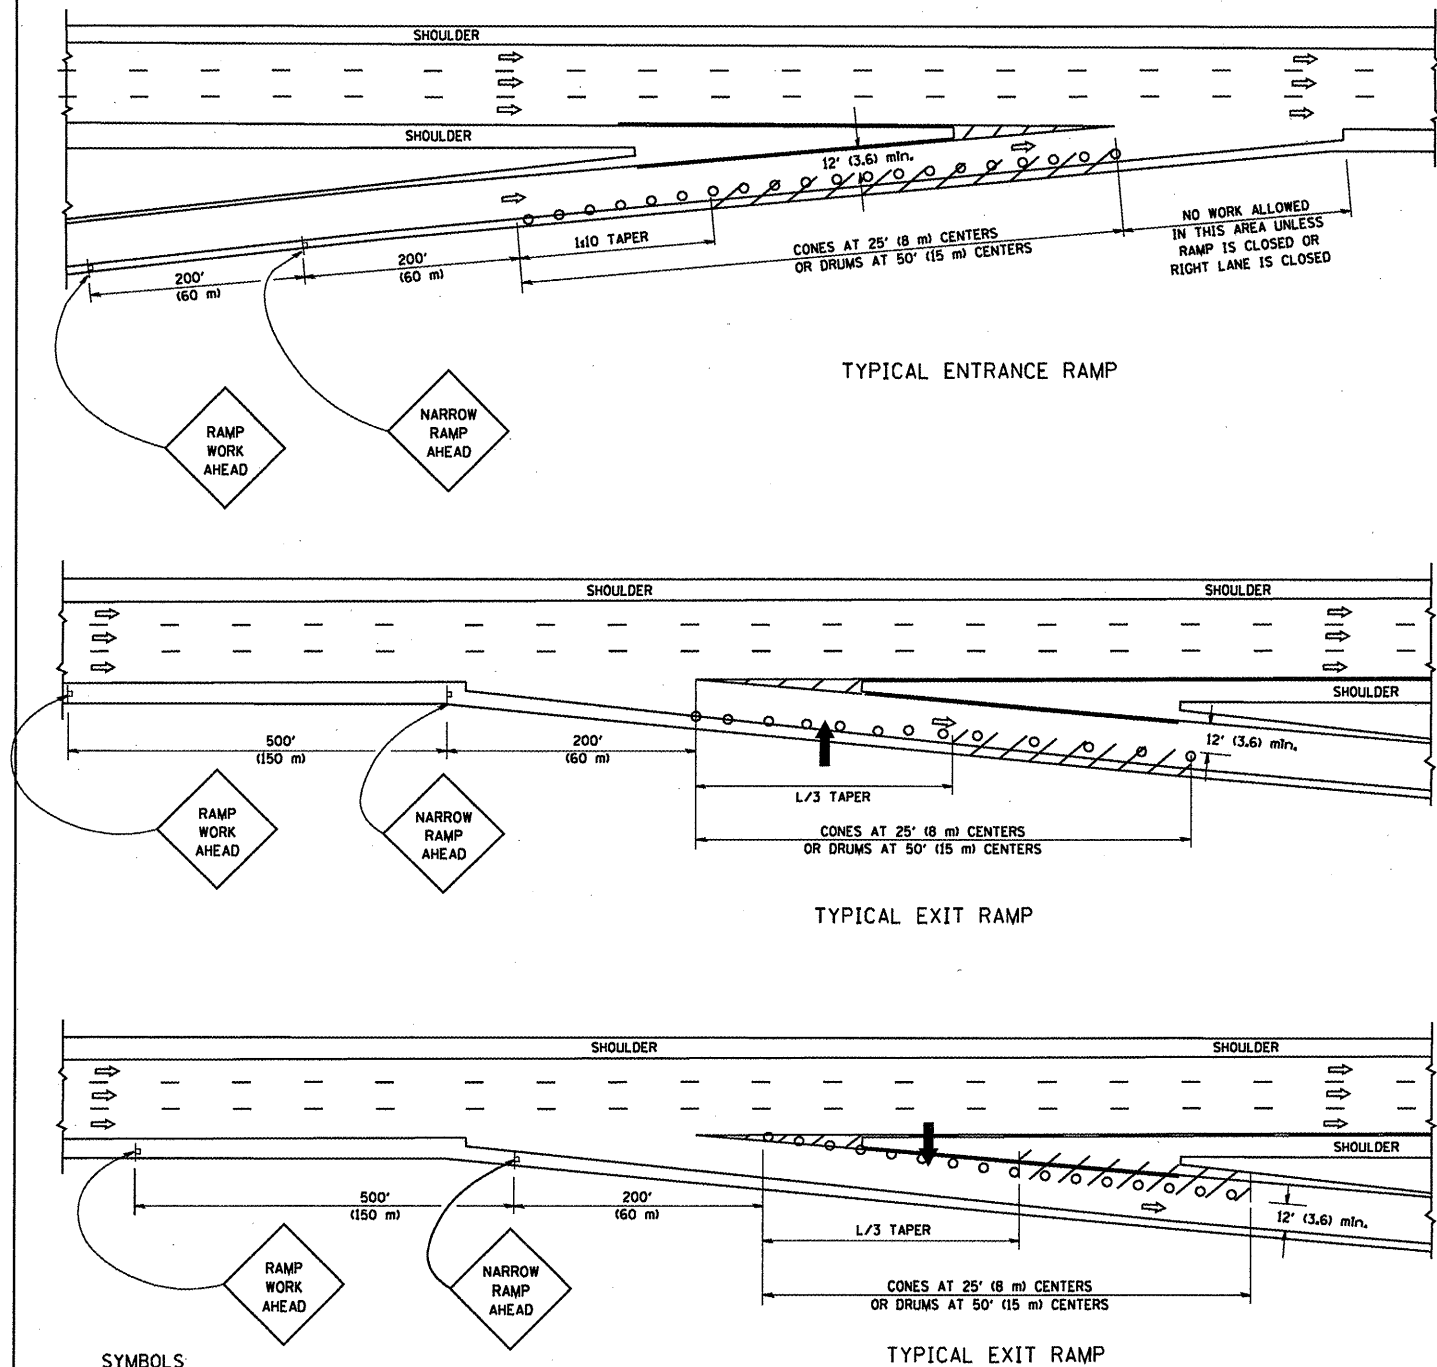 SHOULDER
SHOULDER
12' (3.6) min.
1:10 TAPER
200'
(60 m)
200'
(60 m)
CONES AT 25' (8 m) CENTERS
OR DRUMS AT 50' (15 m) CENTERS
NO WORK ALLOWED
IN THIS AREA UNLESS
RAMP IS CLOSED OR
RIGHT LANE IS CLOSED
TYPICAL ENTRANCE RAMP
RAMP
WORK
AHEAD
NARROW
RAMP
AHEAD
SHOULDER
SHOULDER
SHOULDER
500'
(150 m)
200'
(60 m)
12' (3.6) min.
L/3 TAPER
RAMP
WORK
AHEAD
NARROW
RAMP
AHEAD
CONES AT 25' (8 m) CENTERS
OR DRUMS AT 50' (15 m) CENTERS
TYPICAL EXIT RAMP
SHOULDER
SHOULDER
SHOULDER
500'
(150 m)
200'
(60 m)
12' (3.6) min.
L/3 TAPER
RAMP
WORK
AHEAD
NARROW
RAMP
AHEAD
CONES AT 25' (8 m) CENTERS
OR DRUMS AT 50' (15 m) CENTERS
TYPICAL EXIT RAMP
SYMBOLS